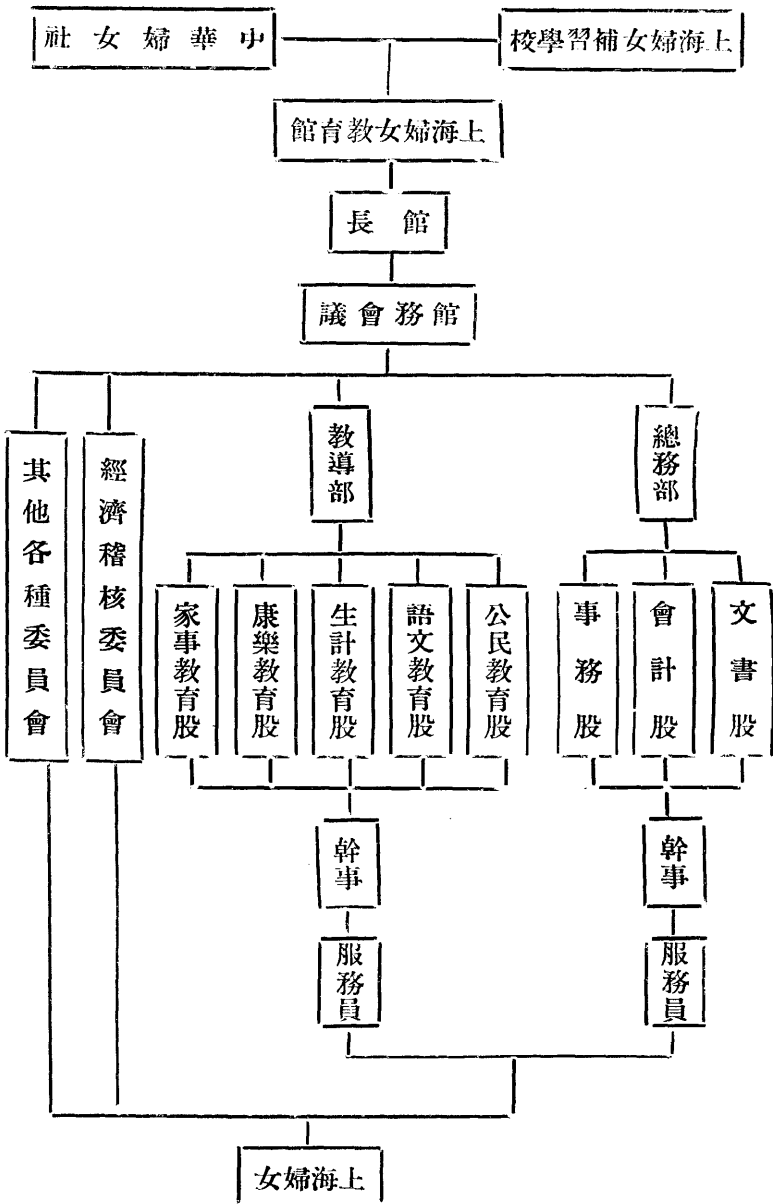 上海婦女補習學校
中華婦女社
上海婦女教育館
館長
館務會議
總務部
教導部
經濟稽核委員會
其他各種委員會
文書股
會計股
事務股
公民教育股
語文教育股
生計教育股
康樂教育股
家事教育股
幹事
幹事
服務員
服務員
上海婦女